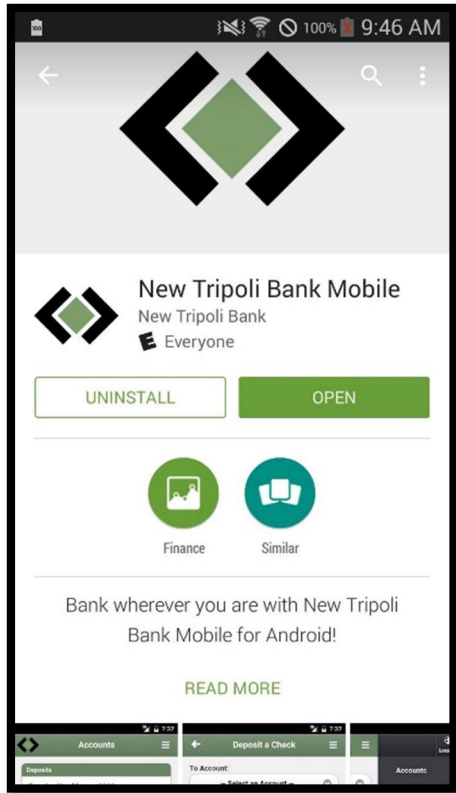 100
100% 9:46 AM
New Tripoli Bank Mobile
New Tripoli Bank
E Everyone
UNINSTALL
OPEN
Finance
Similar
Bank wherever you are with New Tripoli
Bank Mobile for Android!
READ MORE
7:37
Accounts
Deposits
7:37
Deposit a Check
To Account:
-- Select an Account --
Accounts